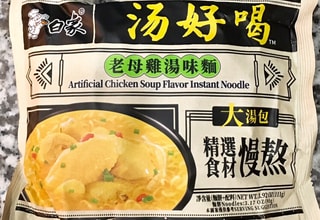 白家
汤好喝
TM
老母雞湯味麵
Artificial Chicken Soup Flavor Instant Noodle
大湯包
精選
食材
慢熬